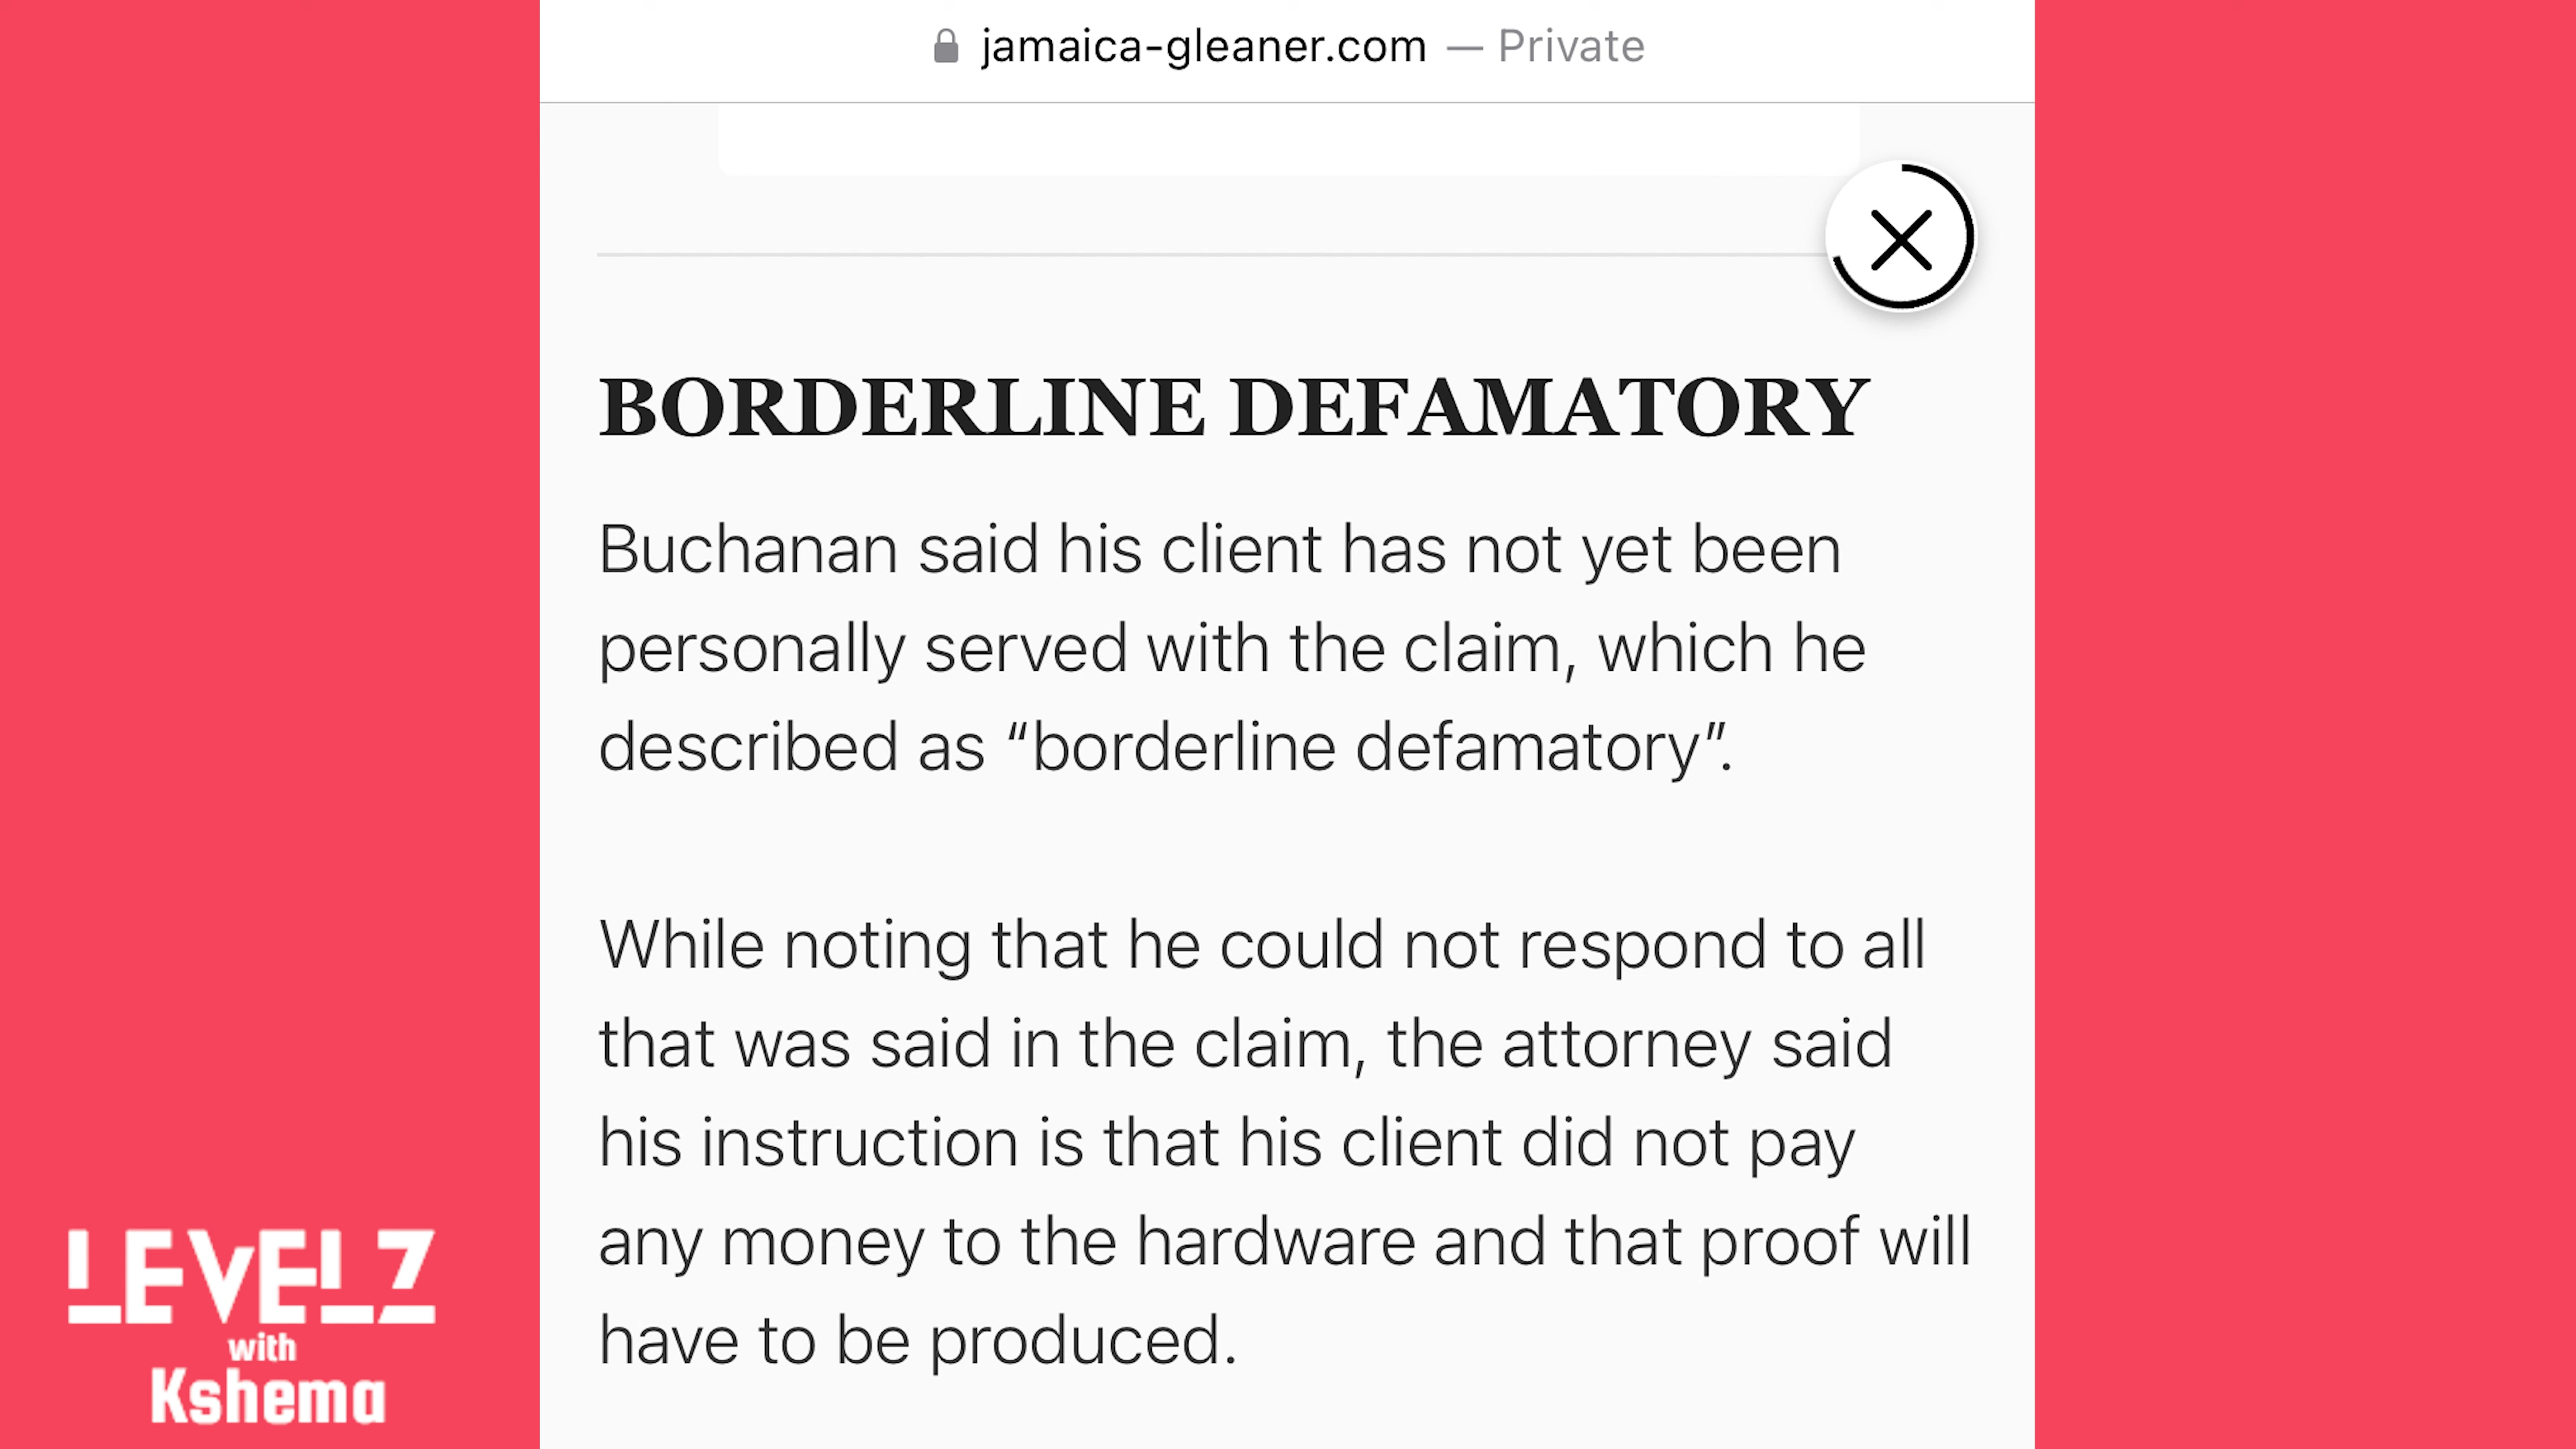 jamaica-gleaner.com — Private
BORDERLINE DEFAMATORY
Buchanan said his client has not yet been
personally served with the claim, which he
described as “borderline defamatory”.
While noting that he could not respond to all
that was said in the claim, the attorney said
his instruction is that his client did not pay
any money to the hardware and that proof will
have to be produced.
LEVELZ
with
Kshema